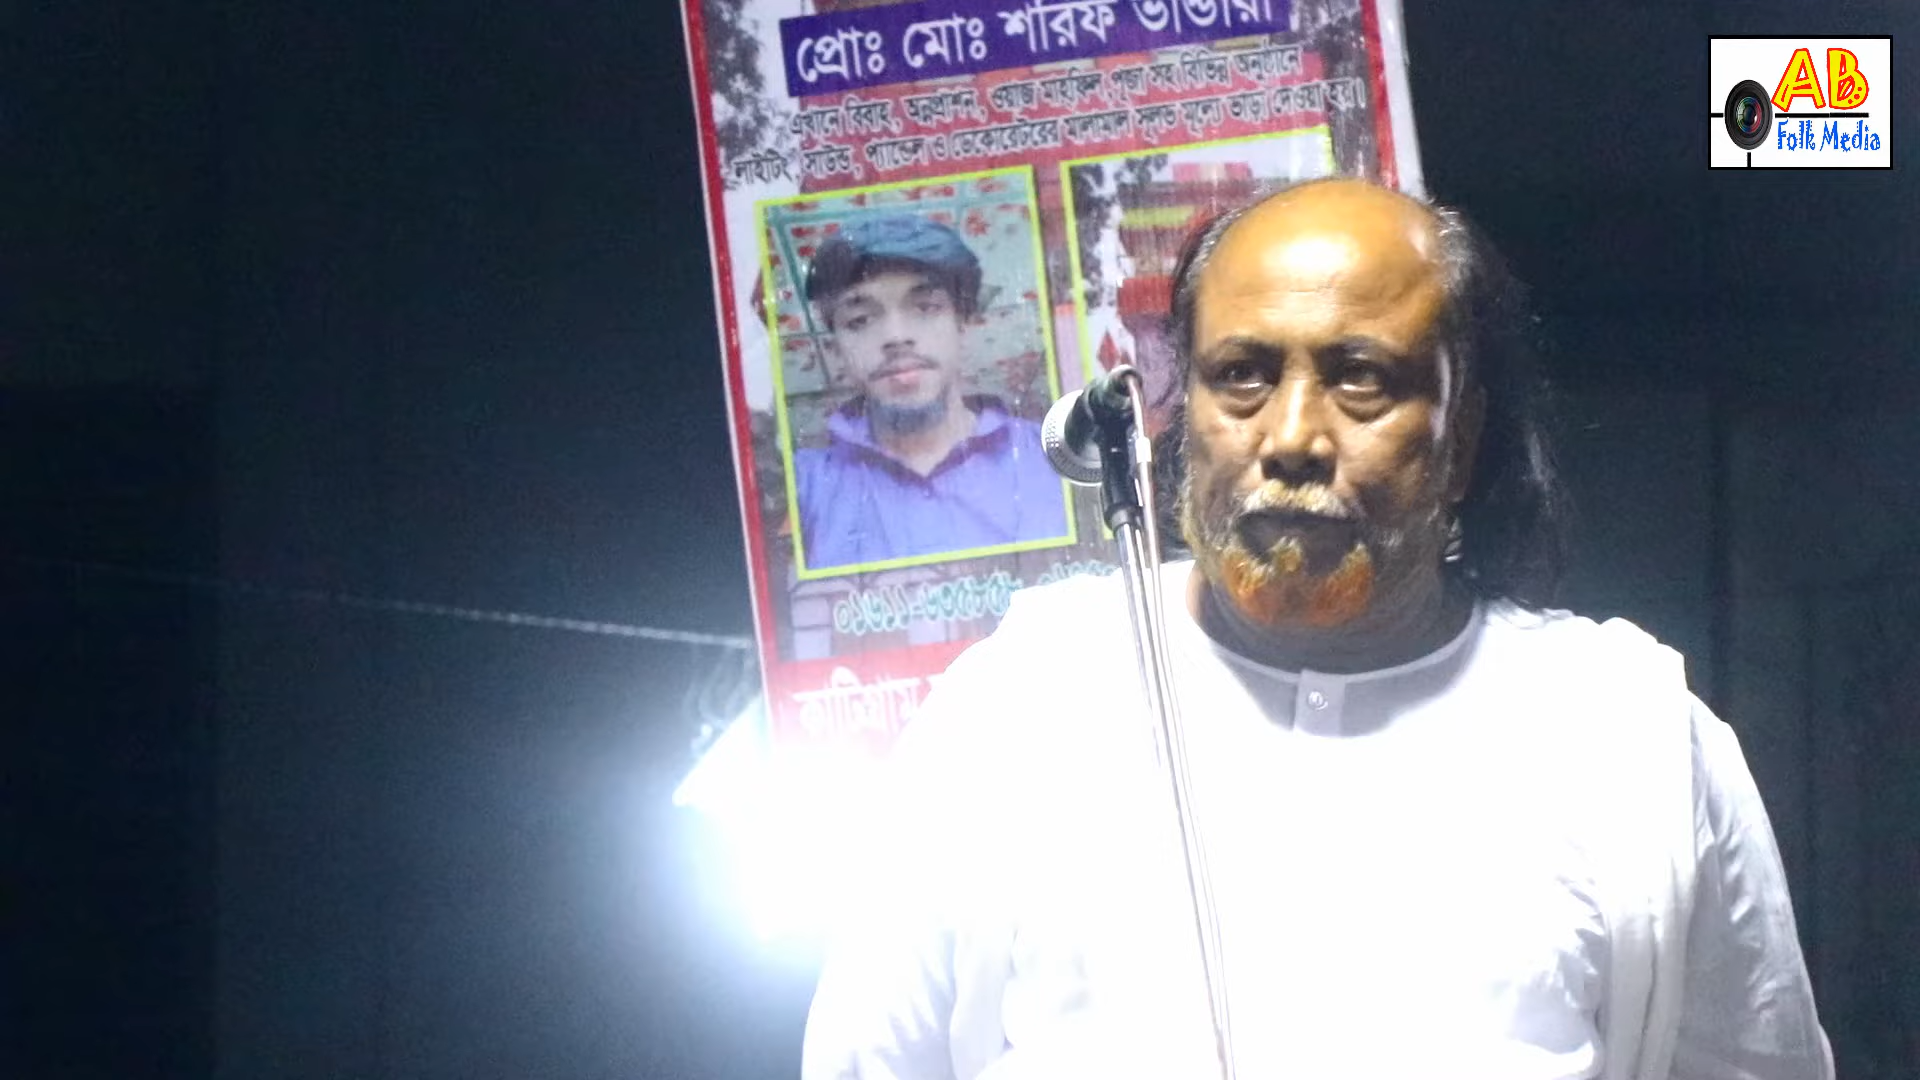 প্রোঃ মোঃ শরিফ ভান্ডারী
এখানে বিবাহ, অন্নপ্রাশন, ওয়াজ মাহফিল পূজা সহ বিভিন্ন অনুষ্ঠানে
লাইটিং, সাউন্ড, প্যান্ডেল ও ডেকোরেটরের মালামাল সুলভ মূল্যে ভাড়া দেওয়া হয়।
AB
Folk Media